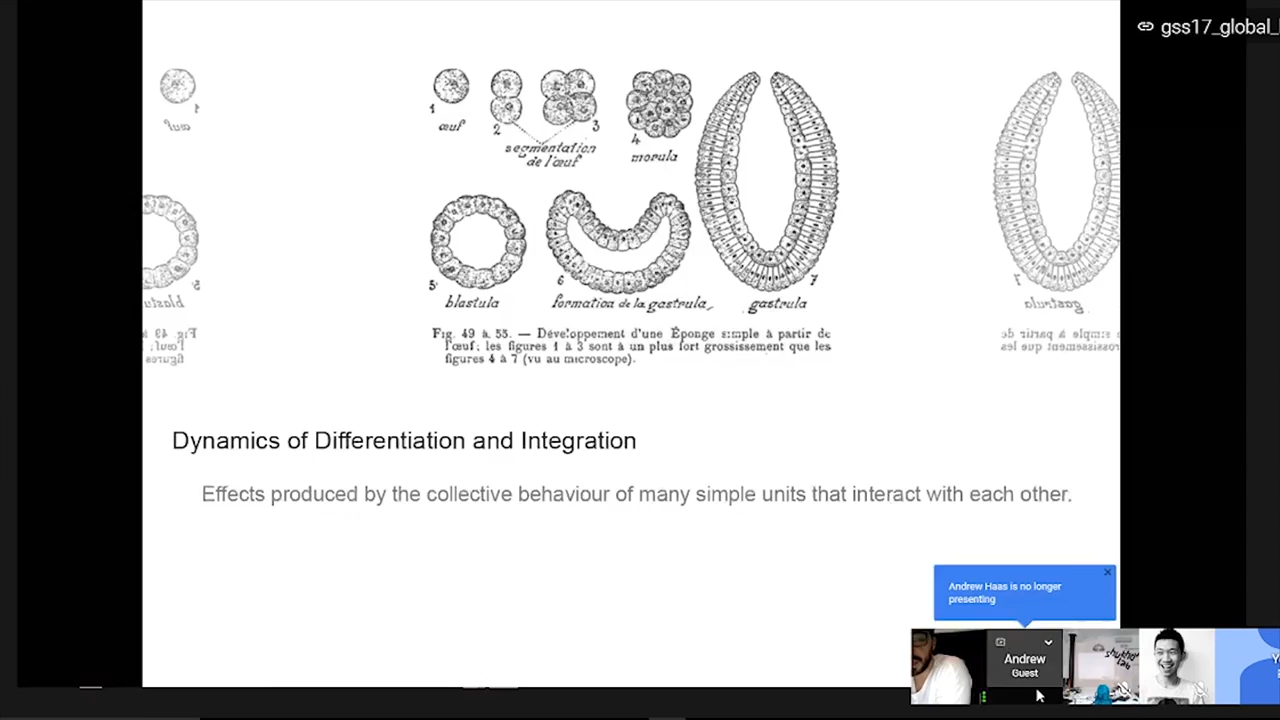 gss17_global_
1
œuf
2
3
segmentation
de l'œuf
4
morula
5
blastula
6
formation de la gastrula,
7
gastrula
Fig. 49 à 55. — Développement d'une Éponge simple à partir de
l'œuf; les figures 1 à 3 sont à un plus fort grossissement que les
figures 4 à 7 (vu au microscope).
Dynamics of Differentiation and Integration
Effects produced by the collective behaviour of many simple units that interact with each other.
Andrew Haas is no longer
presenting
Andrew
Guest